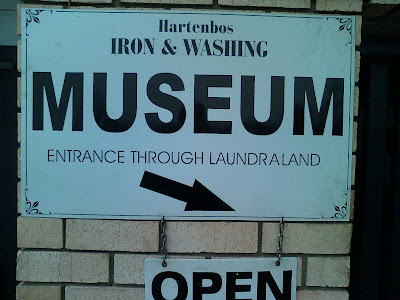 Hartenbos
IRON & WASHING
MUSEUM
ENTRANCE THROUGH LAUNDRALAND
OPEN